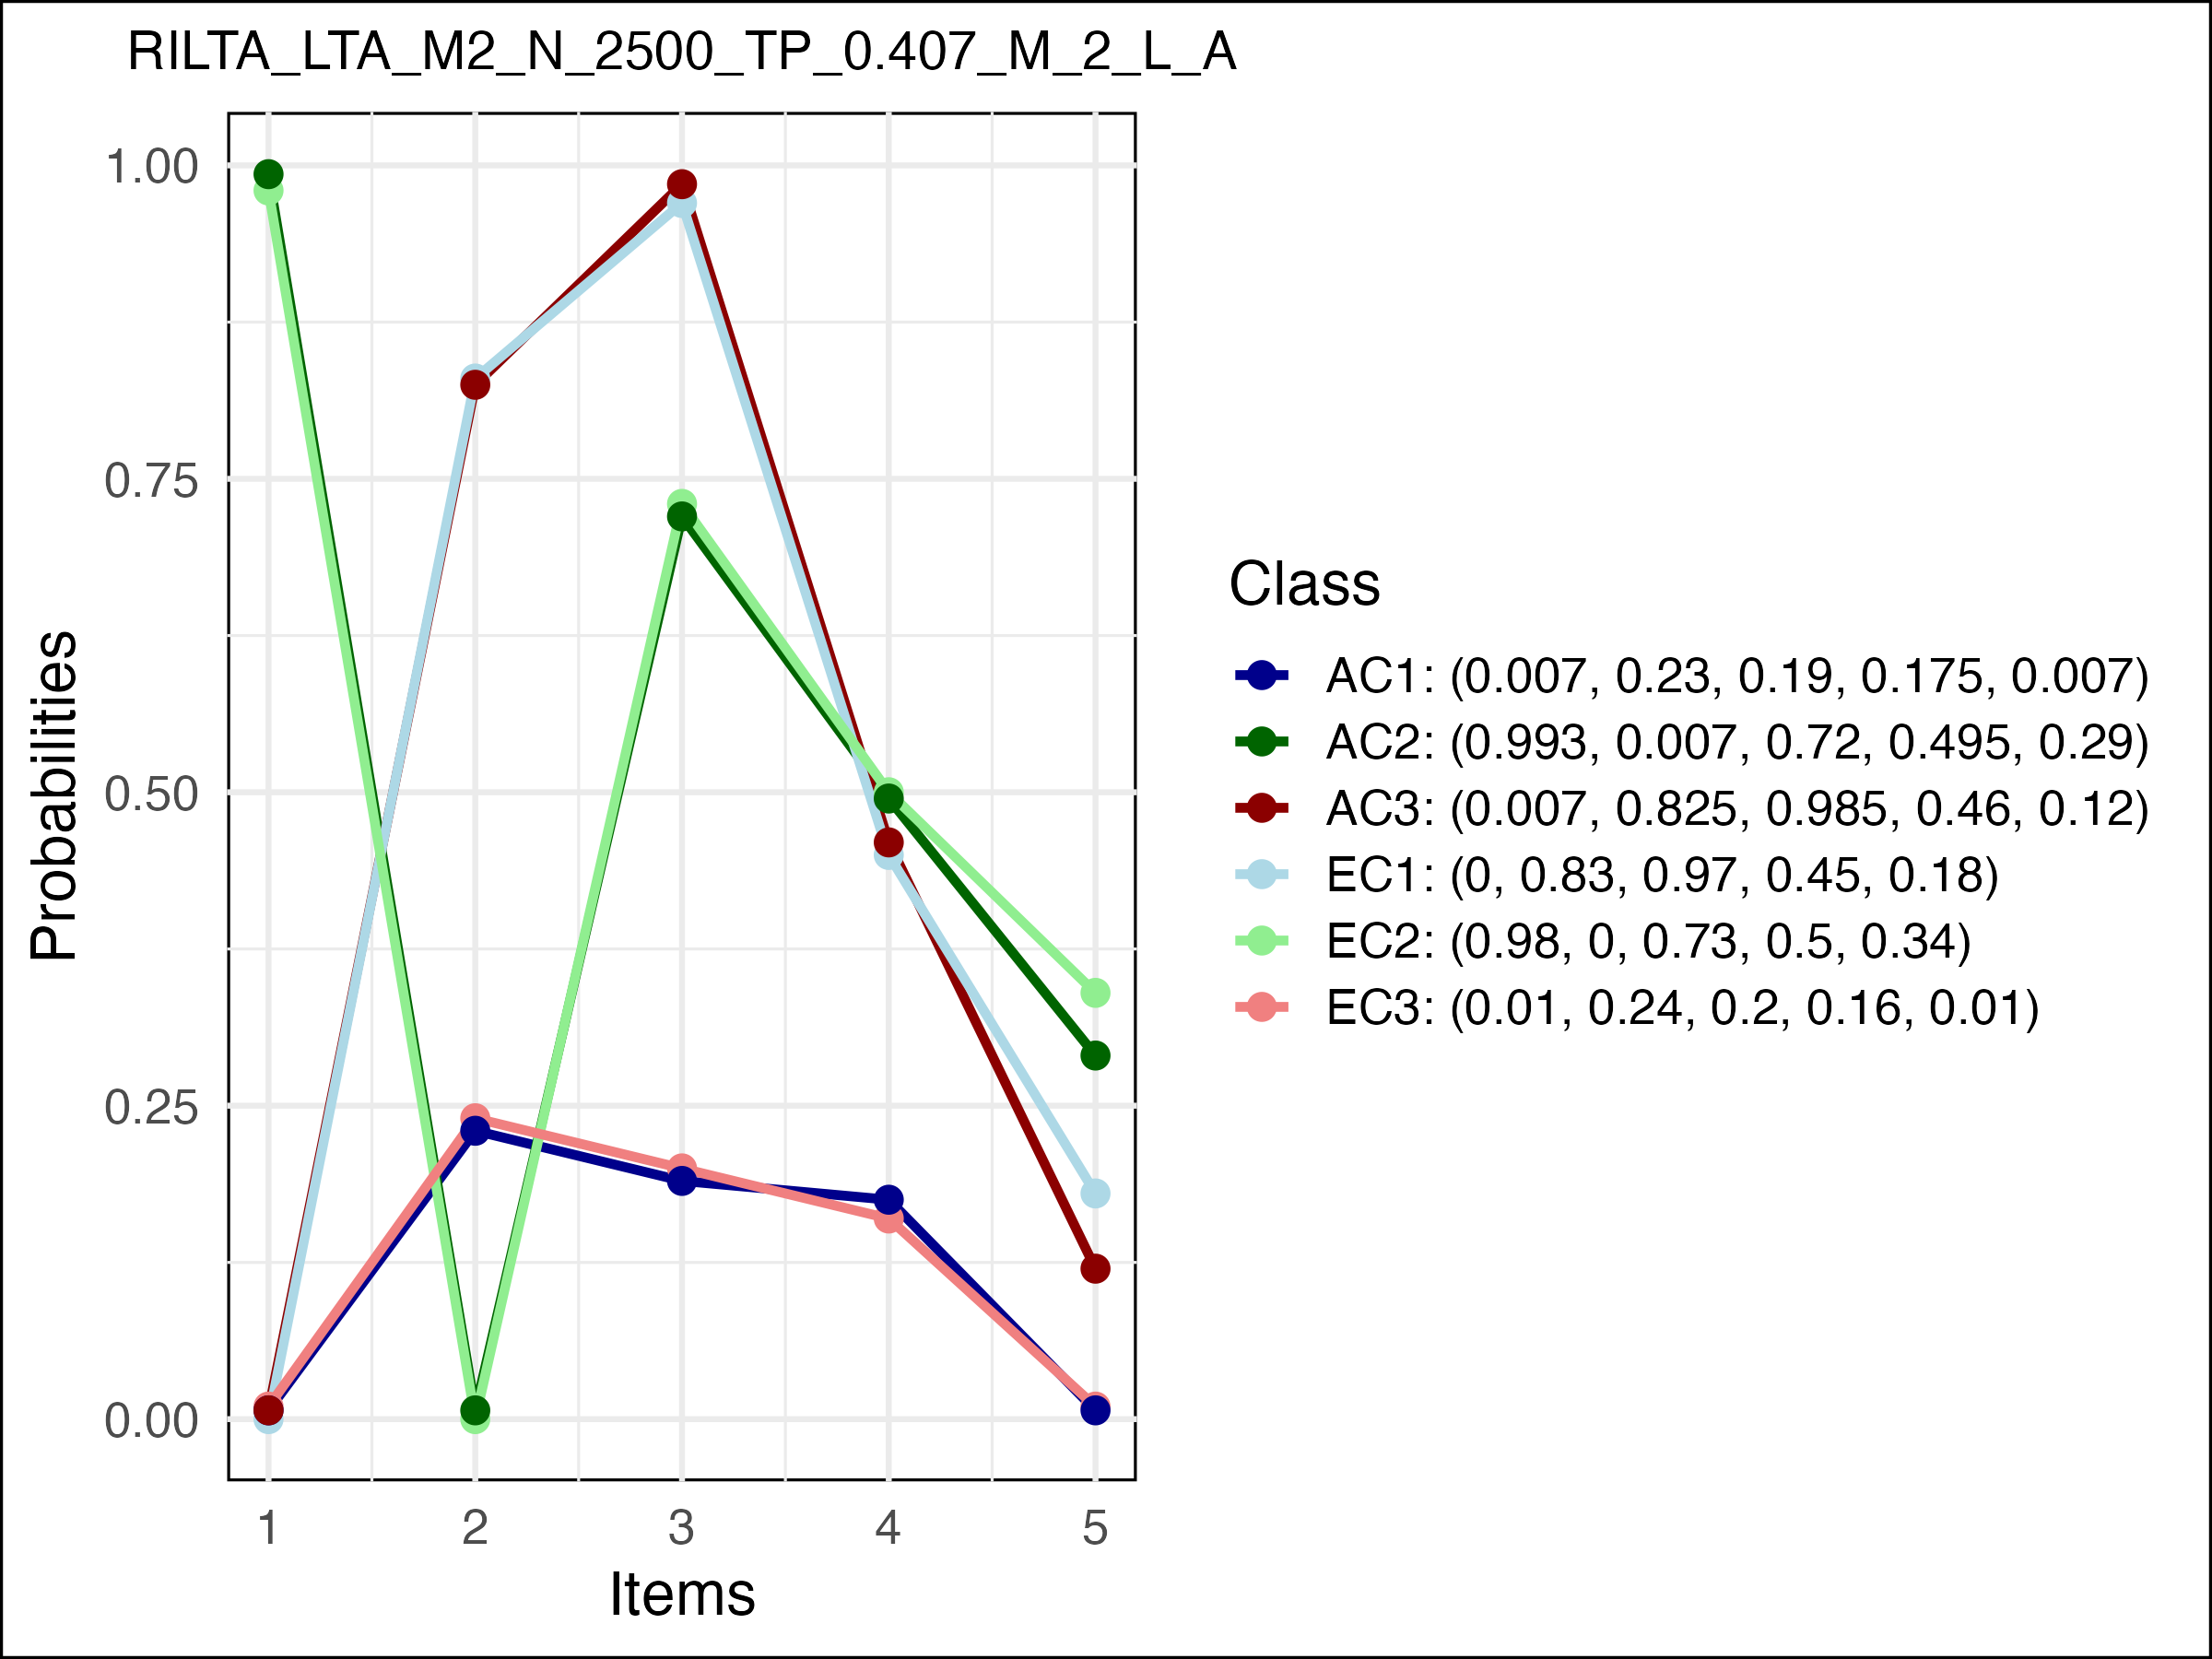 RILTA_LTA_M2_N_2500_TP_0.407_M_2_L_A
1.00
0.75
0.50
0.25
0.00
Probabilities
1 2 3 4 5
Items
Class
AC1: (0.007, 0.23, 0.19, 0.175, 0.007)
AC2: (0.993, 0.007, 0.72, 0.495, 0.29)
AC3: (0.007, 0.825, 0.985, 0.46, 0.12)
EC1: (0, 0.83, 0.97, 0.45, 0.18)
EC2: (0.98, 0, 0.73, 0.5, 0.34)
EC3: (0.01, 0.24, 0.2, 0.16, 0.01)